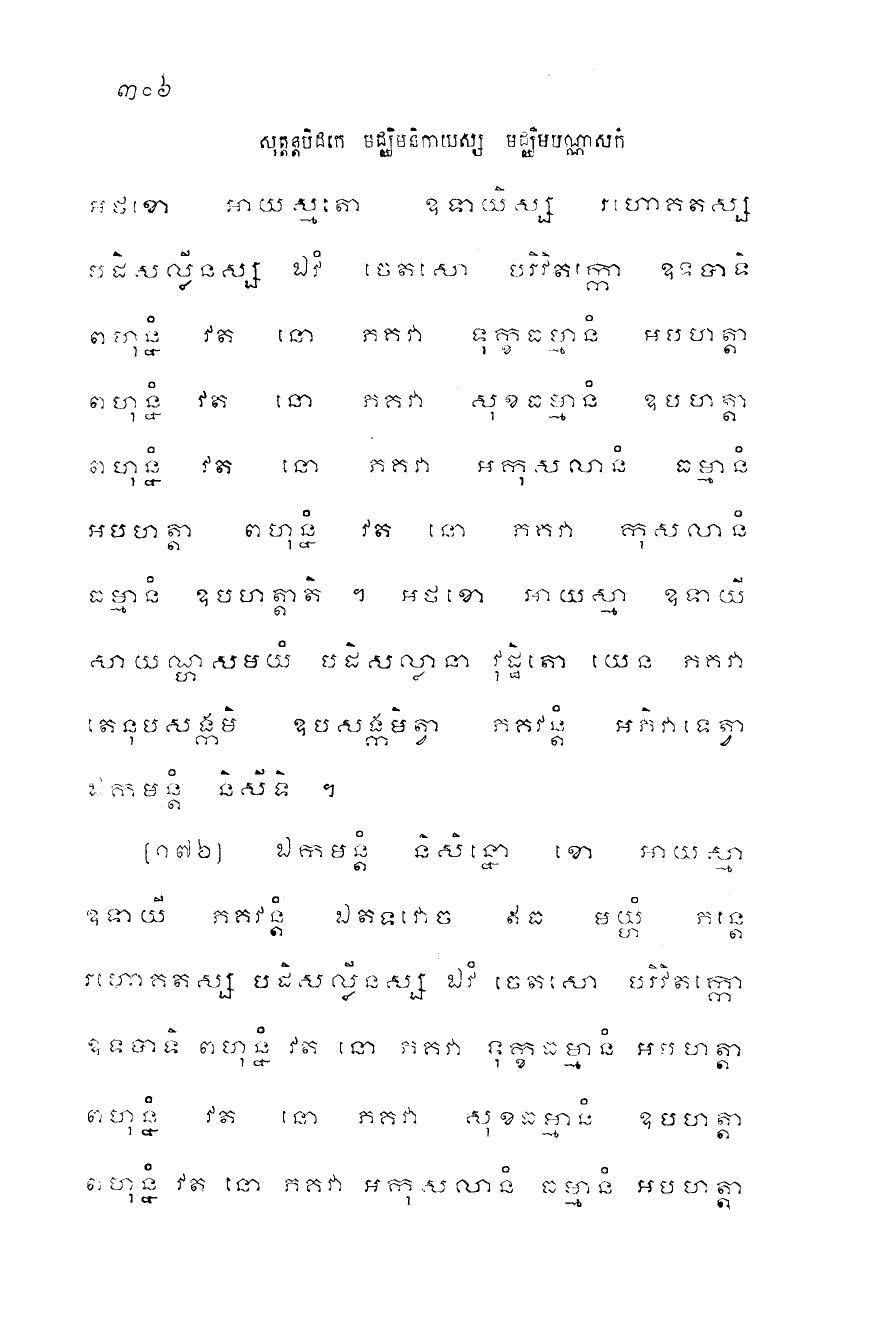 ៣០៦
សុត្តន្តបិដកេ មជ្ឈិមនិកាយស្ស មជ្ឈិមបណ្ណាសកំ
អថខោ អាយស្មតោ ឧទាយិស្ស រហោគតស្ស
បដិសល្លីនស្ស ឯវំ ចេតសោ បរិវិតក្កោ ឧទបាទិ
ពហុន្នំ វត នោ ភគវា ទុក្ខធម្មានំ អបហត្តា
ពហុន្នំ វត នោ ភគវា សុខធម្មានំ ឧបហត្តា
ពហុន្នំ វត នោ ភគវា អកុសលានំ ធម្មានំ
អបហត្តា ពហុន្នំ វត នោ ភគវា កុសលានំ
ធម្មានំ ឧបហត្តាតិ ៗ អថខោ អាយស្មា ឧទាយី
សាយណ្ហសមយំ បដិសល្លានា វុដ្ឋិតោ យេន ភគវា
តេនុបសង្កមិ ឧបសង្កមិត្វា ភគវន្តំ អភិវាទេត្វា
ឯកមន្តំ និសីទិ ៗ
[១៧៦] ឯកមន្តំ និសិន្នោ ខោ អាយស្មា
ឧទាយី ភគវន្តំ ឯតទវោច ឥធ មយ្ហំ ភន្តេ
រហោគតស្ស បដិសល្លីនស្ស ឯវំ ចេតសោ បរិវិតក្កោ
ឧទបាទិ ពហុន្នំ វត នោ ភគវា ទុក្ខធម្មានំ អបហត្តា
ពហុន្នំ វត នោ ភគវា សុខធម្មានំ ឧបហត្តា
ពហុន្នំ វត នោ ភគវា អកុសលានំ ធម្មានំ អបហត្តា